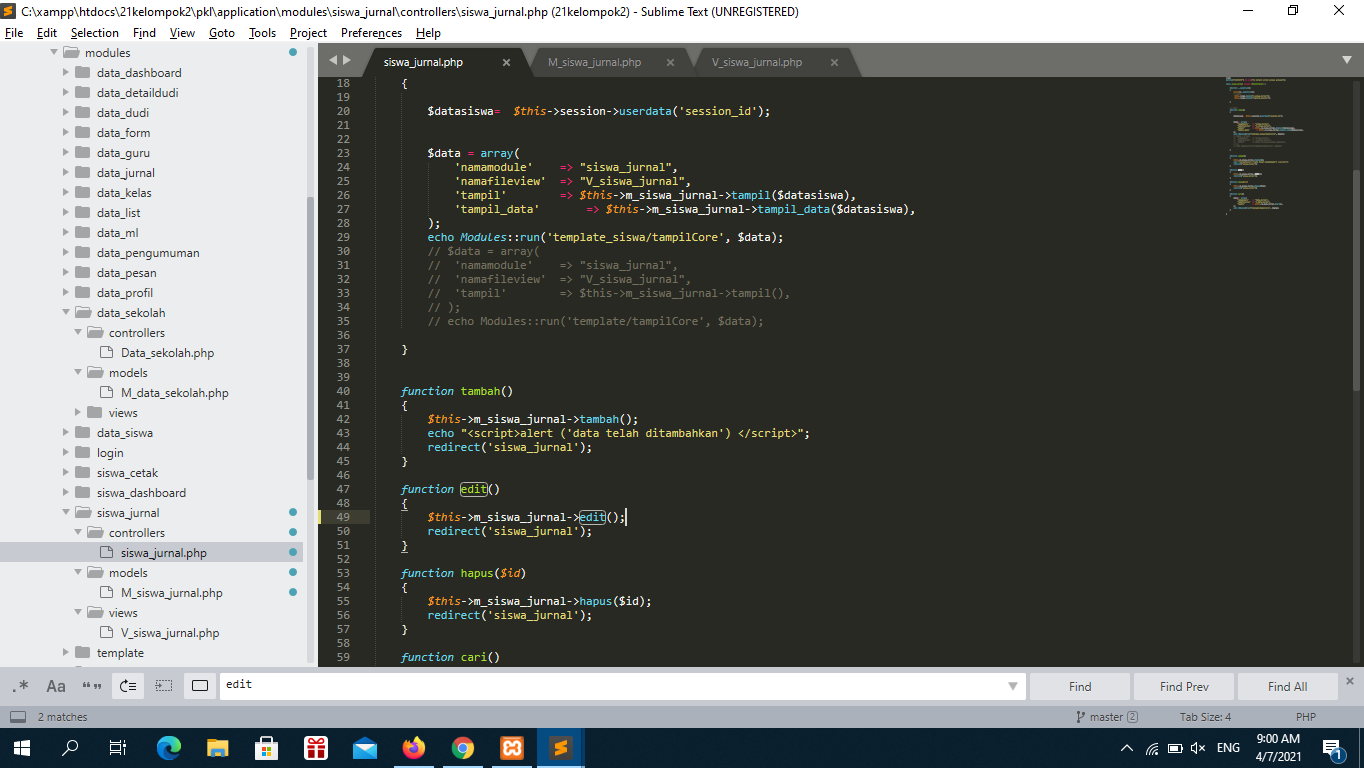 C:\xampp\htdocs\21kelompok2\pkl\application\modules\siswa_jurnal\controllers\siswa_jurnal.php (21kelompok2) - Sublime Text (UNREGISTERED)
File Edit Selection Find View Goto Tools Project Preferences Help
modules
data_dashboard
data_detaildudi
data_dudi
data_form
data_guru
data_jurnal
data_kelas
data_list
data_ml
data_pengumuman
data_pesan
data_profil
data_sekolah
controllers
Data_sekolah.php
models
M_data_sekolah.php
views
data_siswa
login
siswa_cetak
siswa_dashboard
siswa_jurnal
controllers
siswa_jurnal.php
models
M_siswa_jurnal.php
views
V_siswa_jurnal.php
template
siswa_jurnal.php M_siswa_jurnal.php V_siswa_jurnal.php
18 {
19
20 $datasiswa= $this->session->userdata('session_id');
21
22
23 $data = array(
24 'namamodule' => "siswa_jurnal",
25 'namafileview' => "V_siswa_jurnal",
26 'tampil' => $this->m_siswa_jurnal->tampil($datasiswa),
27 'tampil_data' => $this->m_siswa_jurnal->tampil_data($datasiswa),
28 );
29 echo Modules::run('template_siswa/tampilCore', $data);
30 // $data = array(
31 // 'namamodule' => "siswa_jurnal",
32 // 'namafileview' => "V_siswa_jurnal",
33 // 'tampil' => $this->m_siswa_jurnal->tampil(),
34 // );
35 // echo Modules::run('template/tampilCore', $data);
36
37 }
38
39
40 function tambah()
41 {
42 $this->m_siswa_jurnal->tambah();
43 echo "<script>alert ('data telah ditambahkan') </script>";
44 redirect('siswa_jurnal');
45 }
46
47 function edit()
48 {
49 $this->m_siswa_jurnal->edit();
50 redirect('siswa_jurnal');
51 }
52
53 function hapus($id)
54 {
55 $this->m_siswa_jurnal->hapus($id);
56 redirect('siswa_jurnal');
57 }
58
59 function cari()
.* Aa “ ” edit Find Find Prev Find All
2 matches master 2 Tab Size: 4 PHP
ENG 9:00 AM
4/7/2021 1